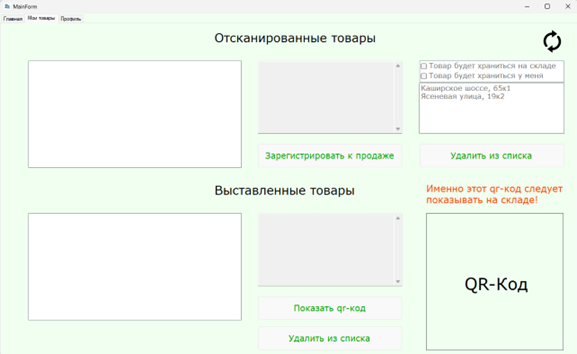 MainForm
Главная Мои товары Профиль
Отсканированные товары
Товар будет храниться на складе
Товар будет храниться у меня
Каширское шоссе, 65к1
Ясеневая улица, 19к2
Зарегистрировать к продаже
Удалить из списка
Выставленные товары
Именно этот qr-код следует
показывать на складе!
QR-Код
Показать qr-код
Удалить из списка